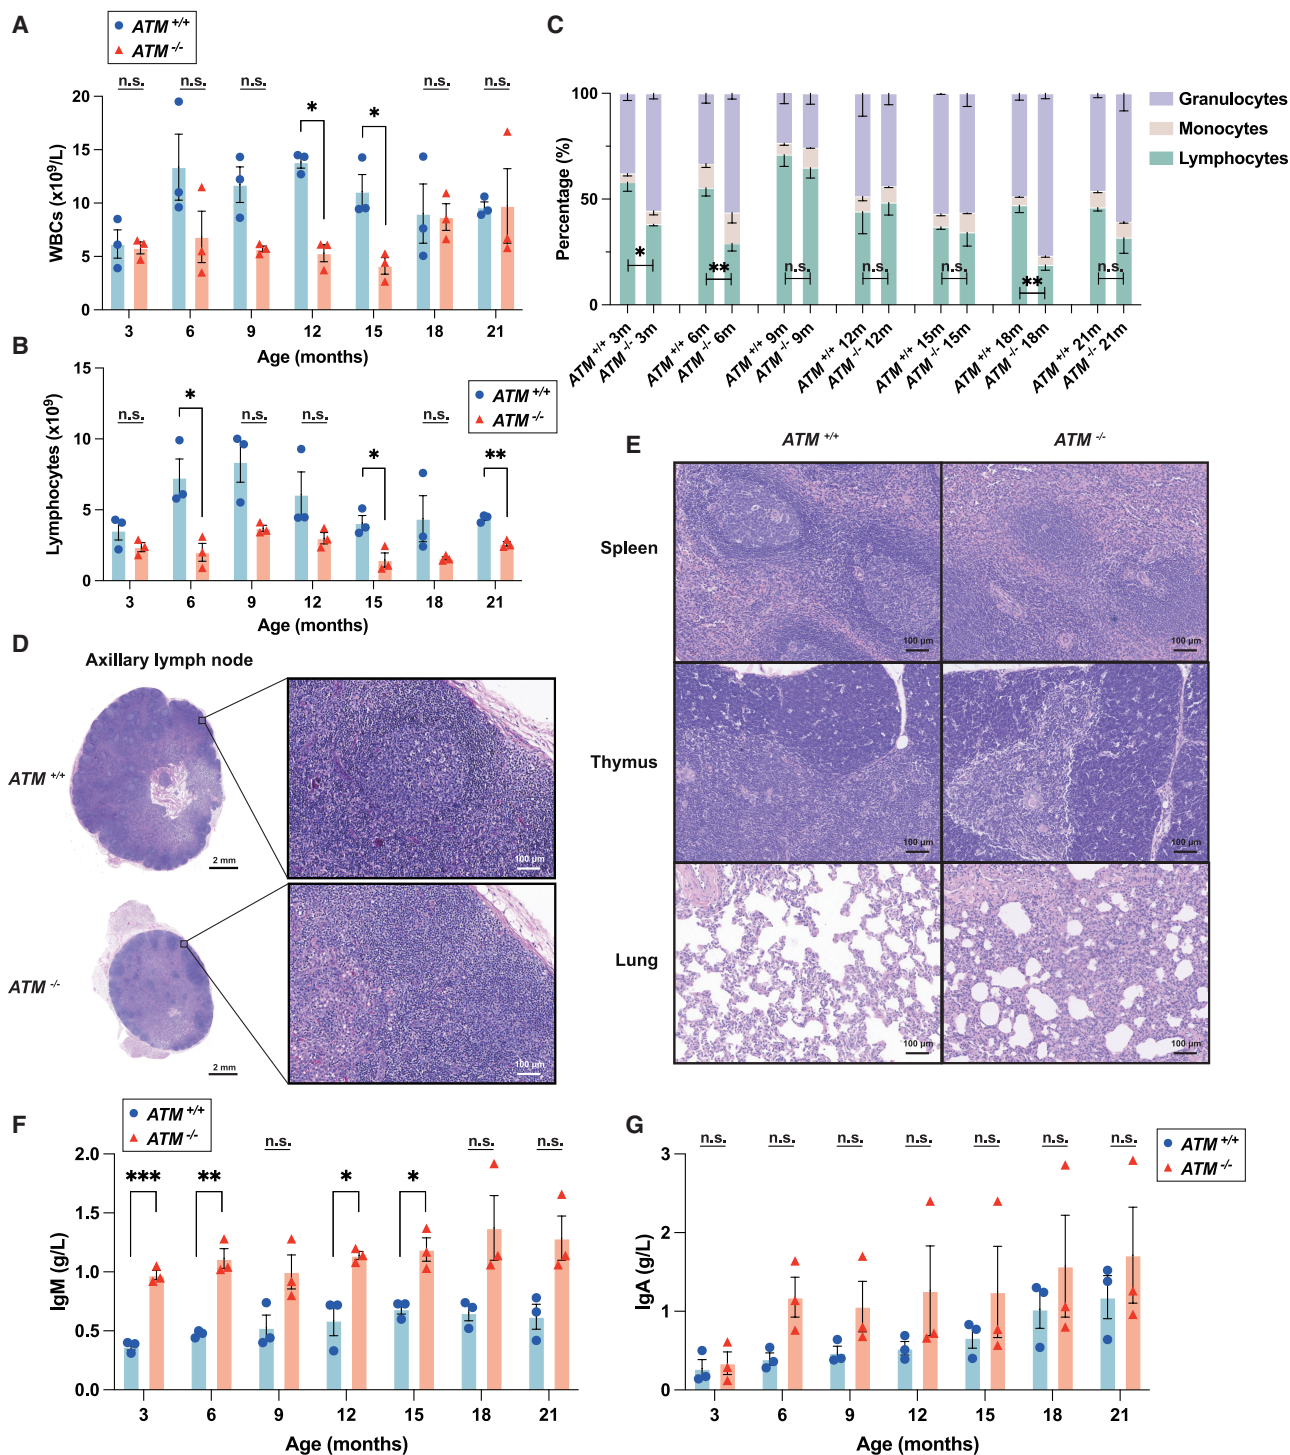 A
ATM +/+
ATM -/-
n.s. n.s. n.s. * * n.s. n.s.
WBCs (x10⁹/L)
20
15
10
5
0
3 6 9 12 15 18 21
Age (months)
B
ATM +/+
ATM -/-
n.s. * n.s. n.s. * n.s. **
Lymphocytes (x10⁹)
15
10
5
0
3 6 9 12 15 18 21
Age (months)
C
Percentage (%)
100
50
0
* ** n.s. n.s. n.s. ** n.s.
Granulocytes
Monocytes
Lymphocytes
ATM +/+ 3m
ATM -/- 3m
ATM +/+ 6m
ATM -/- 6m
ATM +/+ 9m
ATM -/- 9m
ATM +/+ 12m
ATM -/- 12m
ATM +/+ 15m
ATM -/- 15m
ATM +/+ 18m
ATM -/- 18m
ATM +/+ 21m
ATM -/- 21m
D
Axillary lymph node
ATM +/+
2 mm
100 µm
ATM -/-
2 mm
100 µm
E
ATM +/+ ATM -/-
Spleen
100 µm 100 µm
Thymus
100 µm 100 µm
Lung
100 µm 100 µm
F
ATM +/+
ATM -/-
*** ** n.s. * * n.s. n.s.
IgM (g/L)
2.0
1.5
1.0
0.5
0.0
3 6 9 12 15 18 21
Age (months)
G
n.s. n.s. n.s. n.s. n.s. n.s. n.s.
ATM +/+
ATM -/-
IgA (g/L)
3
2
1
0
3 6 9 12 15 18 21
Age (months)